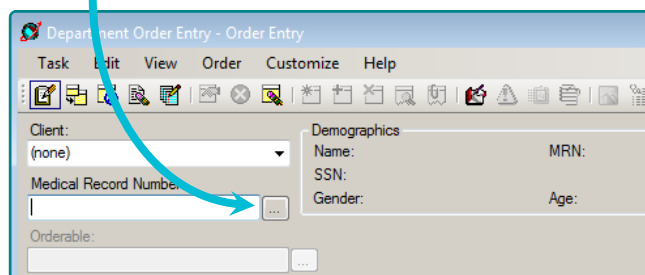 Department Order Entry - Order Entry
Task Edit View Order Customize Help
Client:
(none)
Medical Record Number
...
Orderable:
...
Demographics
Name: MRN:
SSN:
Gender: Age: